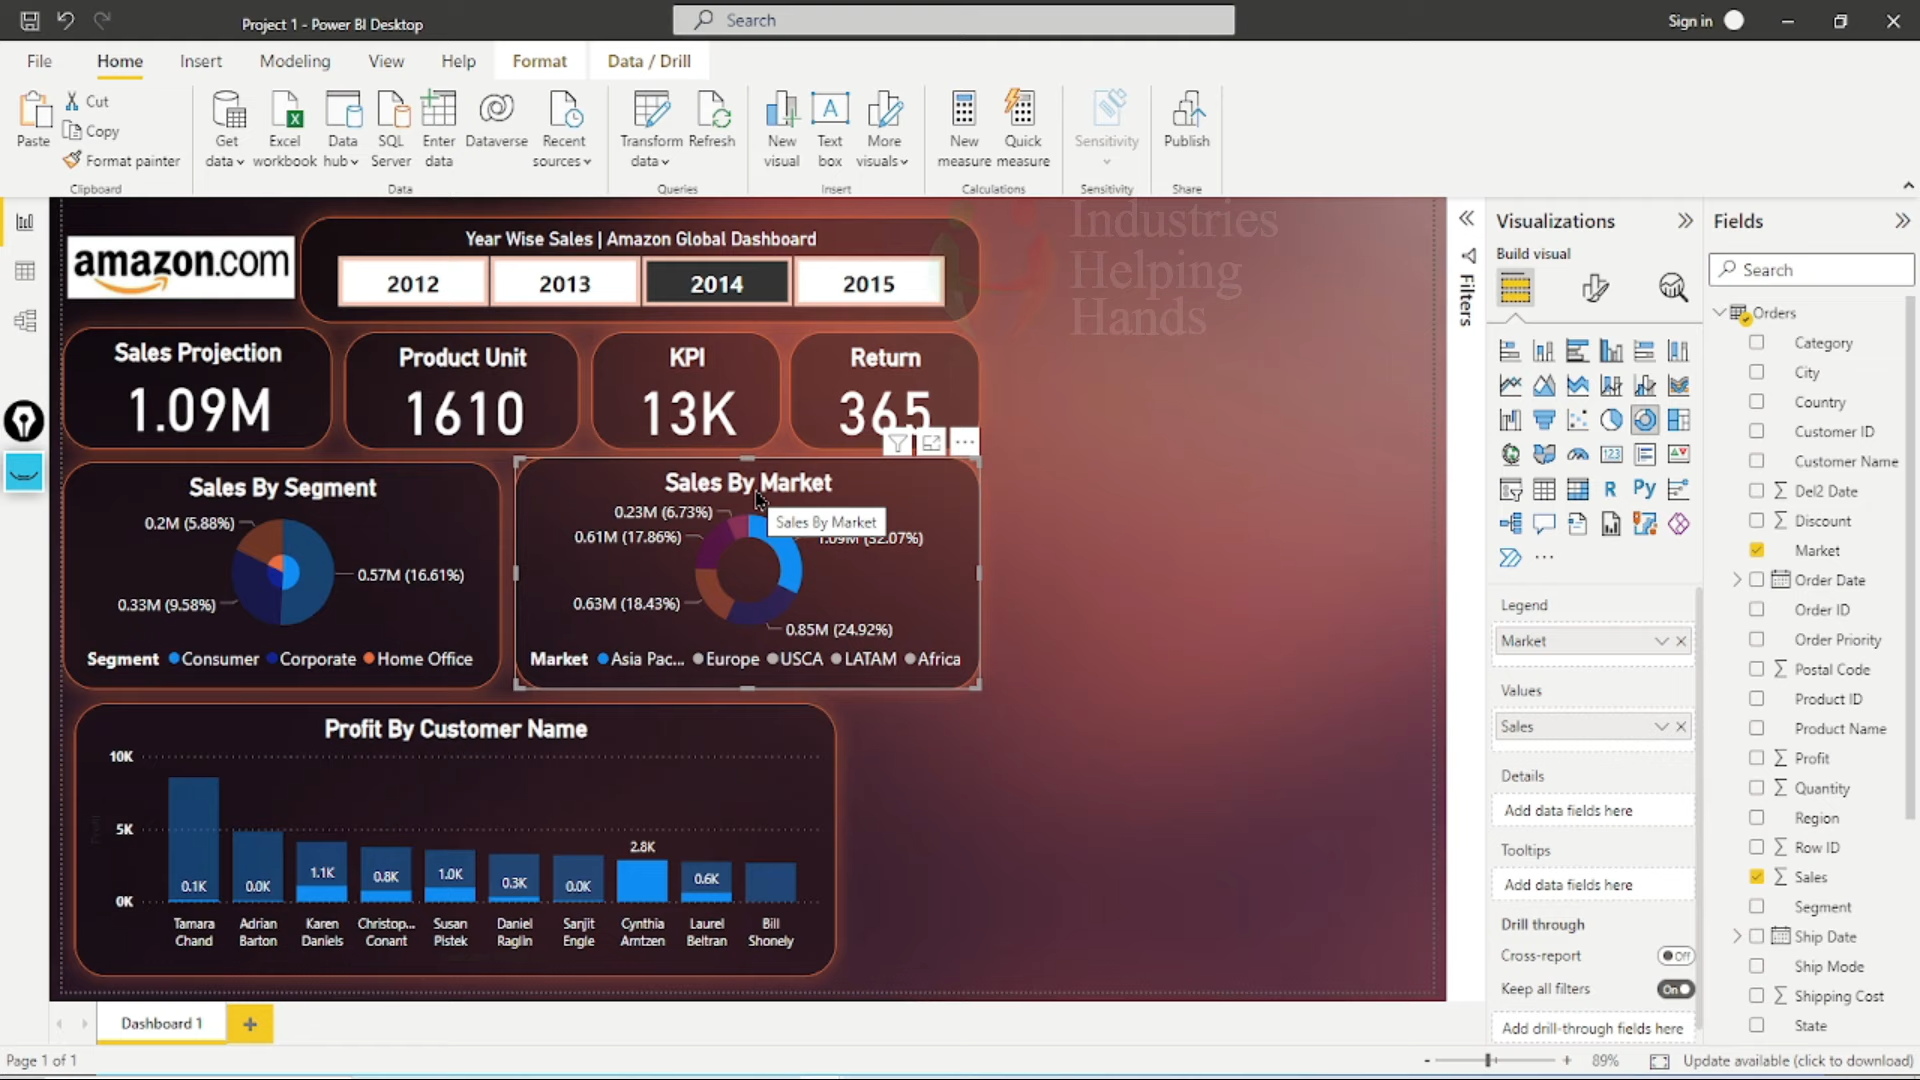 Project 1 - Power BI Desktop
Search
Sign in
File
Home
Insert
Modeling
View
Help
Format
Data / Drill
Paste
Cut
Copy
Format painter
Clipboard
Get data
Excel workbook
Data hub
SQL Server
Enter data
Dataverse
Recent sources
Data
Transform data
Refresh
Queries
New visual
Text box
More visuals
Insert
New measure
Quick measure
Calculations
Sensitivity
Sensitivity
Publish
Share
amazon.com
Year Wise Sales | Amazon Global Dashboard
2012
2013
2014
2015
Industries
Helping
Hands
Sales Projection
1.09M
Product Unit
1610
KPI
13K
Return
365
Sales By Segment
0.2M (5.88%)
0.57M (16.61%)
0.33M (9.58%)
Segment Consumer Corporate Home Office
Sales By Market
Sales By Market
0.23M (6.73%)
0.61M (17.86%)
1.09M (32.07%)
0.63M (18.43%)
0.85M (24.92%)
Market Asia Pac... Europe USCA LATAM Africa
Profit By Customer Name
10K
5K
0K
0.1K
0.0K
1.1K
0.8K
1.0K
0.3K
0.0K
2.8K
0.6K
Tamara Chand
Adrian Barton
Karen Daniels
Christop... Conant
Susan Pistek
Daniel Raglin
Sanjit Engle
Cynthia Arntzen
Laurel Beltran
Bill Shonely
Filters
Visualizations
Build visual
R
Py
123
Legend
Market
Values
Sales
Details
Add data fields here
Tooltips
Add data fields here
Drill through
Cross-report
Off
Keep all filters
On
Add drill-through fields here
Fields
Search
Orders
Category
City
Country
Customer ID
Customer Name
Del2 Date
Discount
Market
Order Date
Order ID
Order Priority
Postal Code
Product ID
Product Name
Profit
Quantity
Region
Row ID
Sales
Segment
Ship Date
Ship Mode
Shipping Cost
State
Dashboard 1
Page 1 of 1
89%
Update available (click to download)